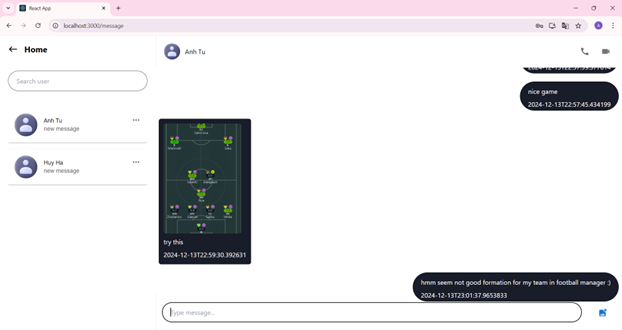 React App
localhost:3000/message
Home
Search user
Anh Tu
new message
Huy Ha
new message
Anh Tu
nice game
2024-12-13T22:57:45.434199
try this
2024-12-13T22:59:30.392631
hmm seem not good formation for my team in football manager :)
2024-12-13T23:01:37.9653833
Type message...